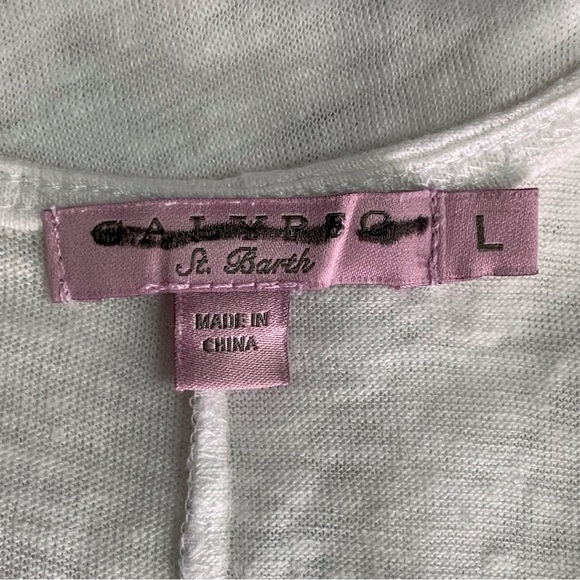 CALYPSO
St. Barth
L
MADE IN
CHINA